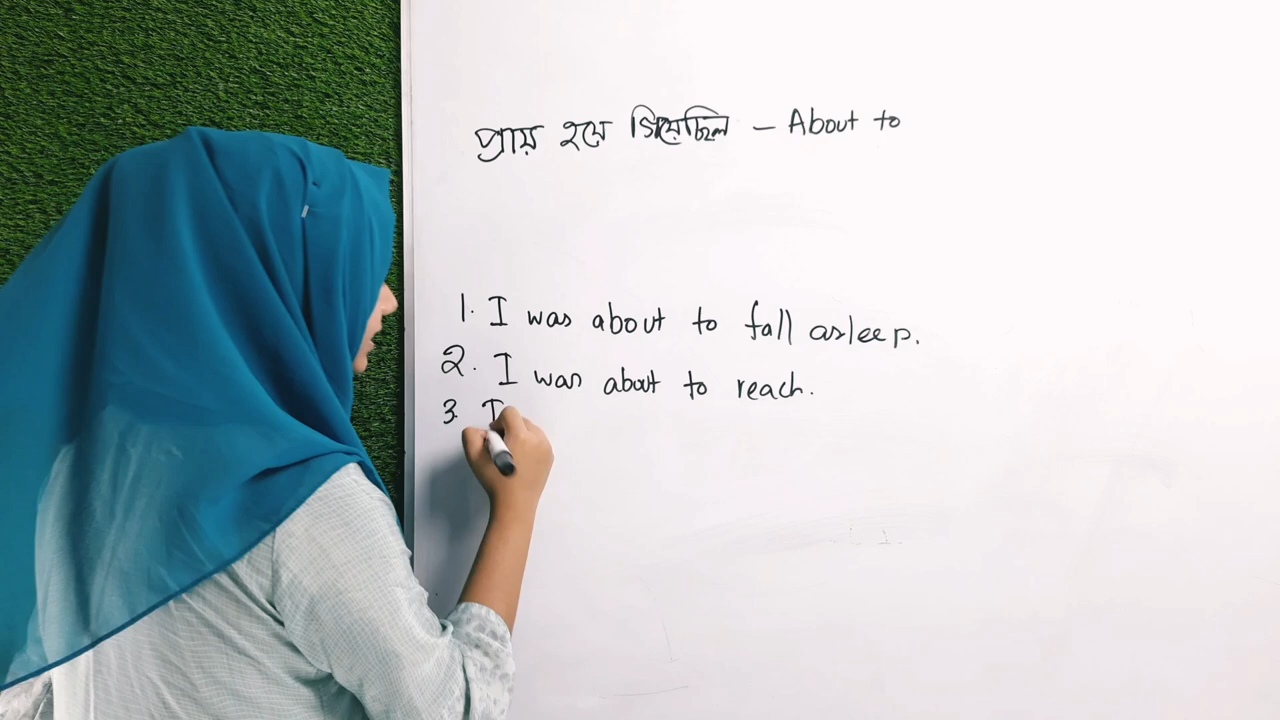 প্রায় হয়ে গিয়েছিল – About to
1. I was about to fall asleep.
2. I was about to reach.
3. I